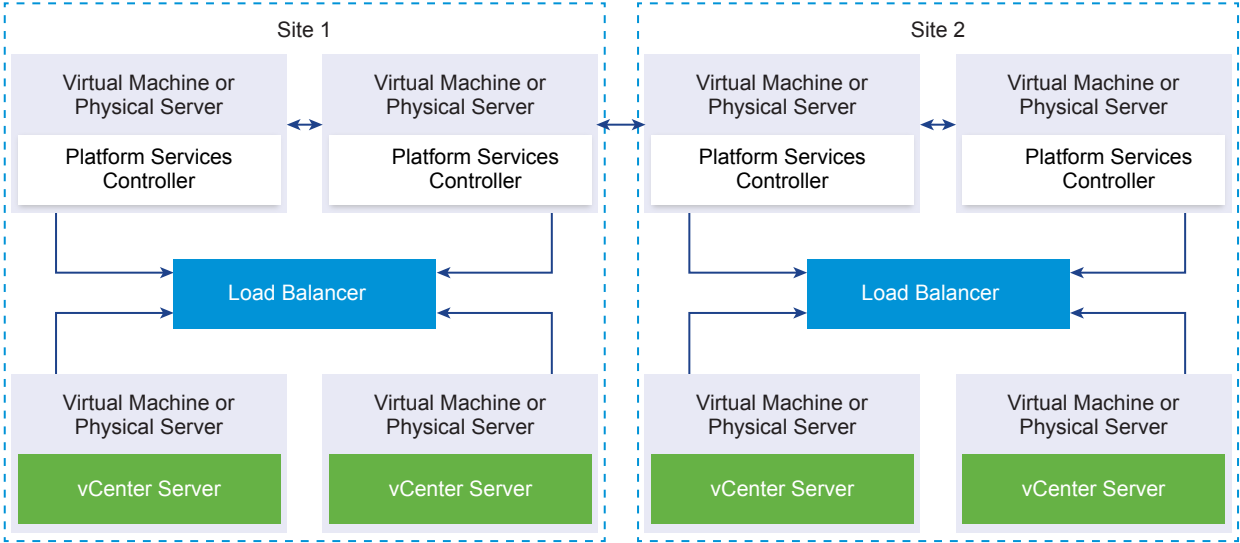 Site 1
Virtual Machine or
Physical Server
Platform Services
Controller
Virtual Machine or
Physical Server
Platform Services
Controller
Load Balancer
Virtual Machine or
Physical Server
vCenter Server
Virtual Machine or
Physical Server
vCenter Server
Site 2
Virtual Machine or
Physical Server
Platform Services
Controller
Virtual Machine or
Physical Server
Platform Services
Controller
Load Balancer
Virtual Machine or
Physical Server
vCenter Server
Virtual Machine or
Physical Server
vCenter Server